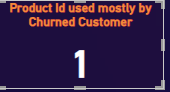 Product Id used mostly by
Churned Customer
1